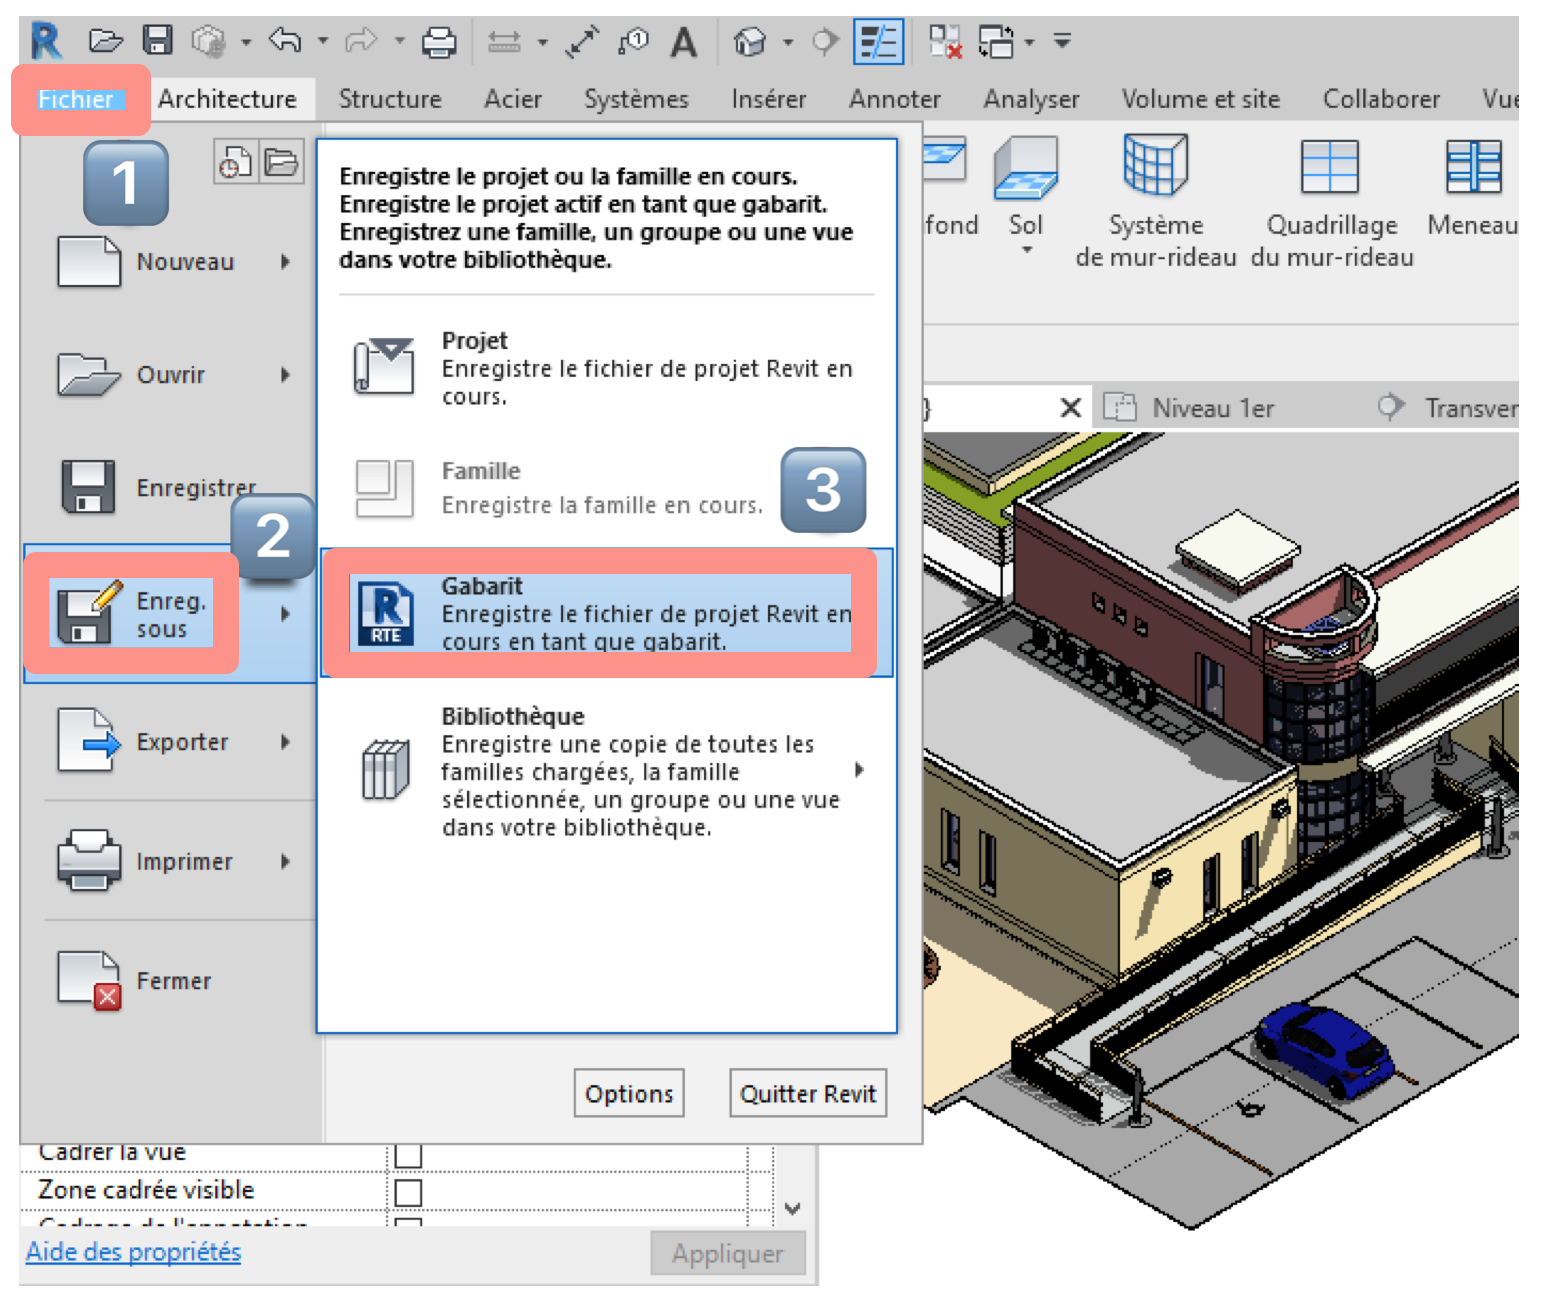 R
Fichier Architecture Structure Acier Systèmes Insérer Annoter Analyser Volume et site Collaborer Vue
1
Nouveau
Ouvrir
Enregistrer
2
Enreg.
sous
Exporter
Imprimer
Fermer
Enregistre le projet ou la famille en cours.
Enregistre le projet actif en tant que gabarit.
Enregistrez une famille, un groupe ou une vue
dans votre bibliothèque.
Projet
Enregistre le fichier de projet Revit en
cours.
Famille
Enregistre la famille en cours.
3
Gabarit
Enregistre le fichier de projet Revit en
cours en tant que gabarit.
R
RTE
Bibliothèque
Enregistre une copie de toutes les
familles chargées, la famille
sélectionnée, un groupe ou une vue
dans votre bibliothèque.
Options Quitter Revit
fond Sol Système
de mur-rideau
Quadrillage
du mur-rideau
Meneau
} Niveau 1er Transver
Cadrer la vue
Zone cadrée visible
Cadrage de l'annotation
Aide des propriétés Appliquer